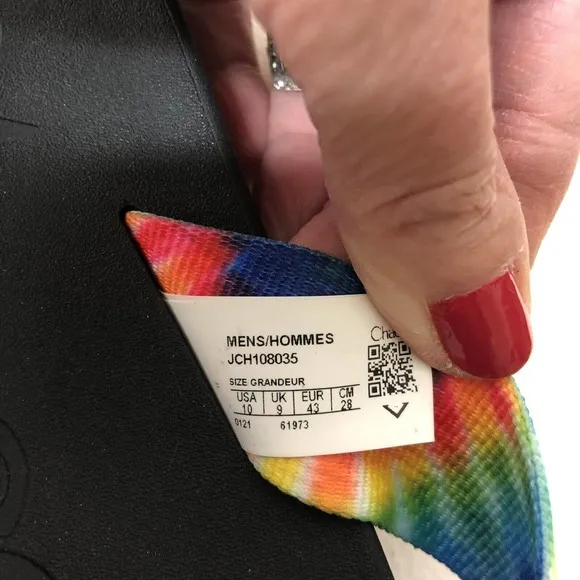 MENS/HOMMES
JCH108035
SIZE GRANDEUR
USA UK EUR CM
10 9 43 28
0121 61973